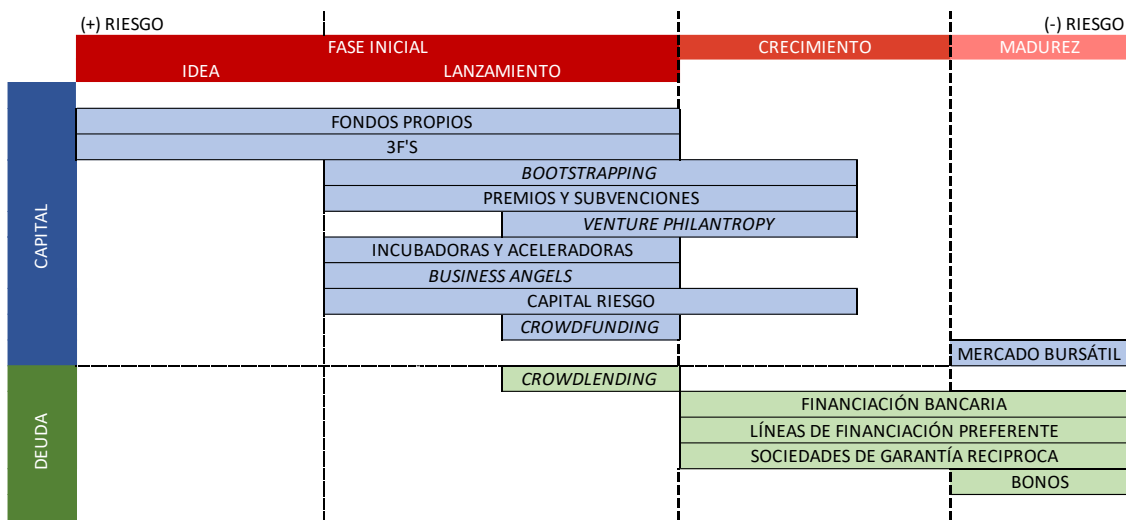 (+) RIESGO (-) RIESGO
FASE INICIAL CRECIMIENTO MADUREZ
IDEA LANZAMIENTO
CAPITAL
FONDOS PROPIOS
3F'S
BOOTSTRAPPING
PREMIOS Y SUBVENCIONES
VENTURE PHILANTROPY
INCUBADORAS Y ACELERADORAS
BUSINESS ANGELS
CAPITAL RIESGO
CROWDFUNDING
MERCADO BURSÁTIL
DEUDA
CROWDLENDING
FINANCIACIÓN BANCARIA
LÍNEAS DE FINANCIACIÓN PREFERENTE
SOCIEDADES DE GARANTÍA RECIPROCA
BONOS